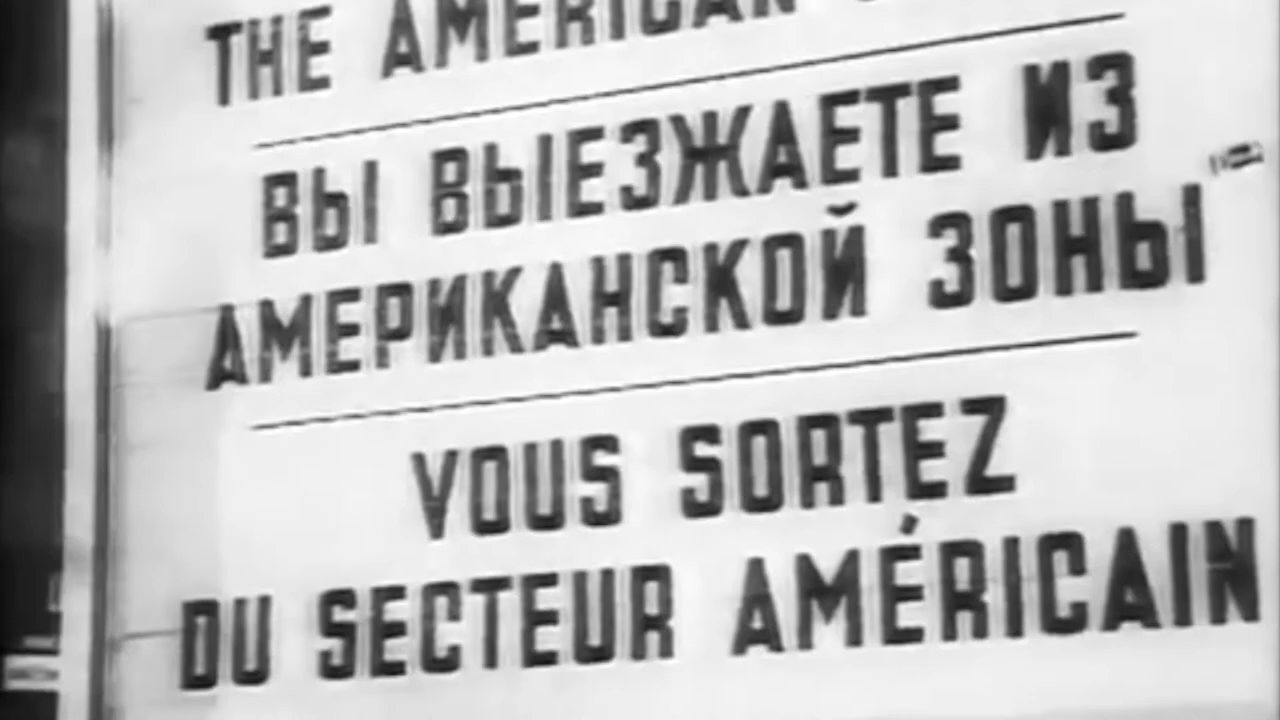 THE AMERICAN
ВЫ ВЫЕЗЖАЕТЕ ИЗ
АМЕРИКАНСКОЙ ЗОНЫ
VOUS SORTEZ
DU SECTEUR AMÉRICAIN